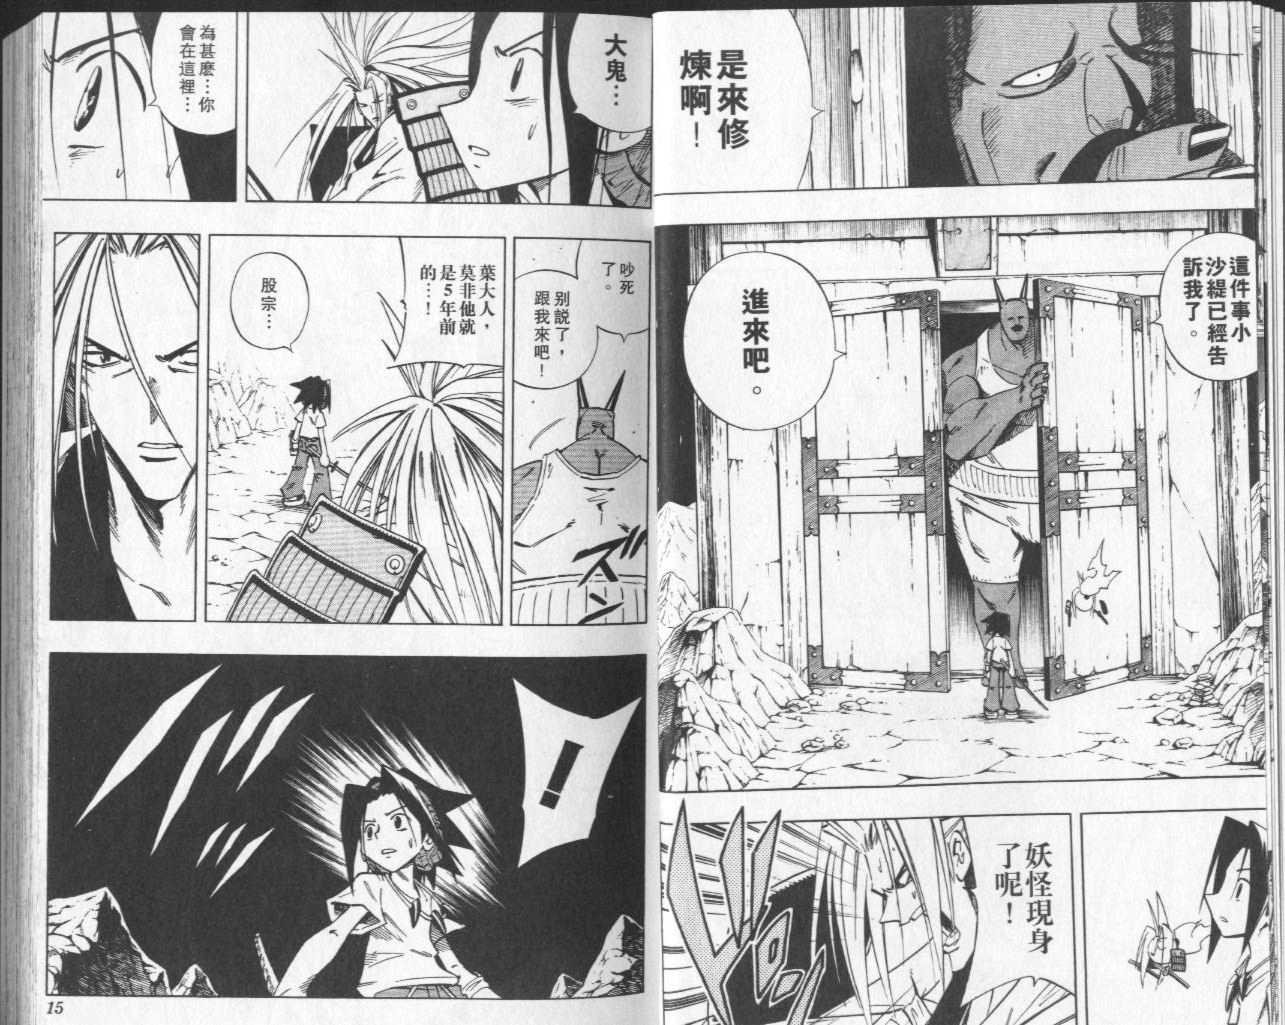 是來修
煉啊！
這件事小
沙緹已經告
訴我了。
進來吧。
妖怪現身
了呢！
大鬼…
為甚麼…你
會在這裡…
吵死
了。
別說了，
跟我來吧！
ズ
ズン
葉大人，
莫非他就
是5年前
的…！
股宗…
！
15